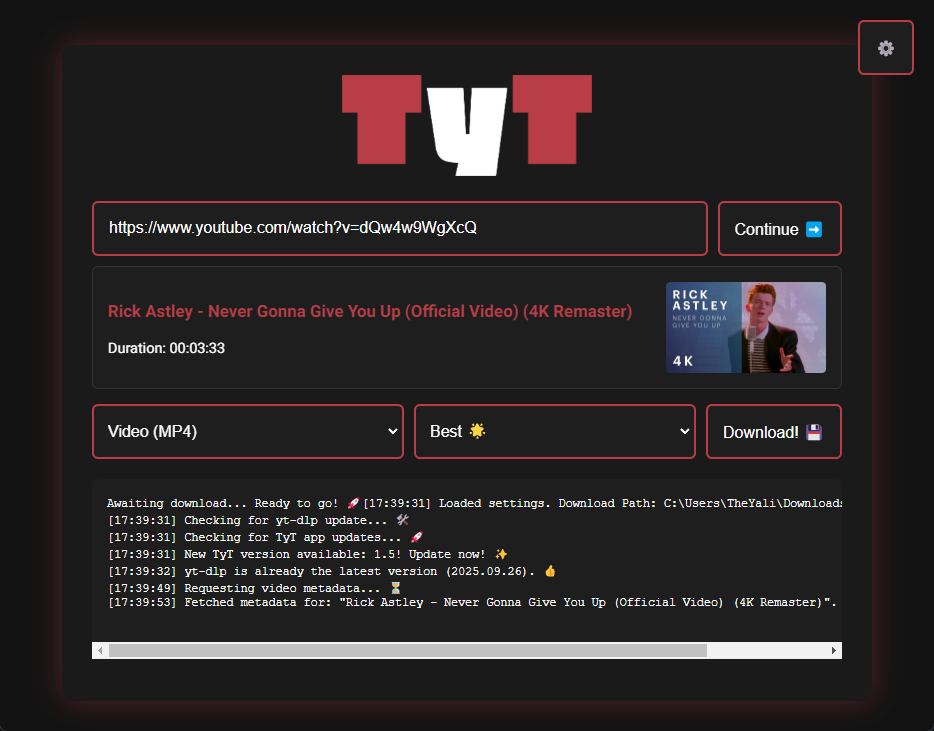 TyT
https://www.youtube.com/watch?v=dQw4w9WgXcQ
Continue ➡️
Rick Astley - Never Gonna Give You Up (Official Video) (4K Remaster)
Duration: 00:03:33
RICK
ASTLEY
NEVER GONNA
GIVE YOU UP
4K
Video (MP4)
Best 🌟
Download! 💾
Awaiting download... Ready to go! 🚀[17:39:31] Loaded settings. Download Path: C:\Users\TheYali\Downloads
[17:39:31] Checking for yt-dlp update... 🛠️
[17:39:31] Checking for TyT app updates... 🚀
[17:39:31] New TyT version available: 1.5! Update now! ✨
[17:39:32] yt-dlp is already the latest version (2025.09.26). 👍
[17:39:49] Requesting video metadata... ⏳
[17:39:53] Fetched metadata for: "Rick Astley - Never Gonna Give You Up (Official Video) (4K Remaster)".